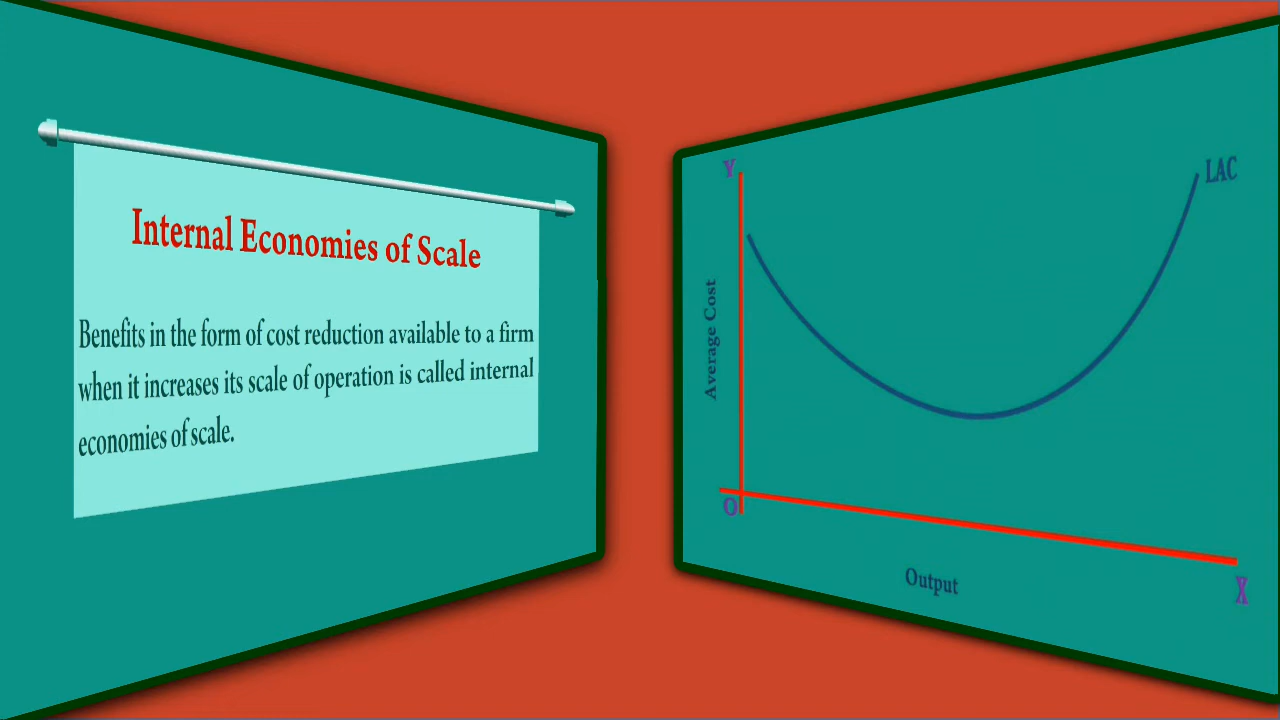 Internal Economies of Scale
Benefits in the form of cost reduction available to a firm
when it increases its scale of operation is called internal
economies of scale.
Y
LAC
Average Cost
O
Output
X